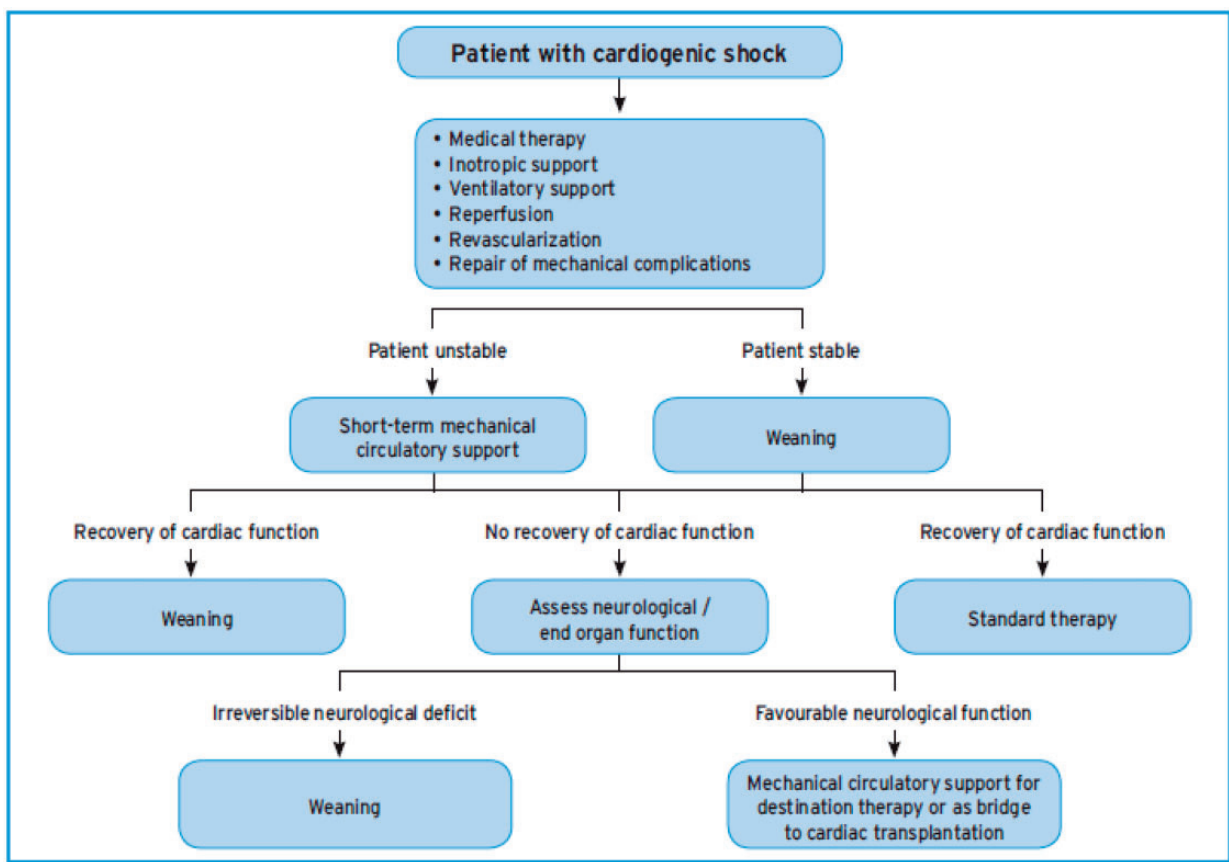 Patient with cardiogenic shock
• Medical therapy
• Inotropic support
• Ventilatory support
• Reperfusion
• Revascularization
• Repair of mechanical complications
Patient unstable
Patient stable
Short-term mechanical
circulatory support
Weaning
Recovery of cardiac function
No recovery of cardiac function
Recovery of cardiac function
Weaning
Assess neurological /
end organ function
Standard therapy
Irreversible neurological deficit
Favourable neurological function
Weaning
Mechanical circulatory support for
destination therapy or as bridge
to cardiac transplantation